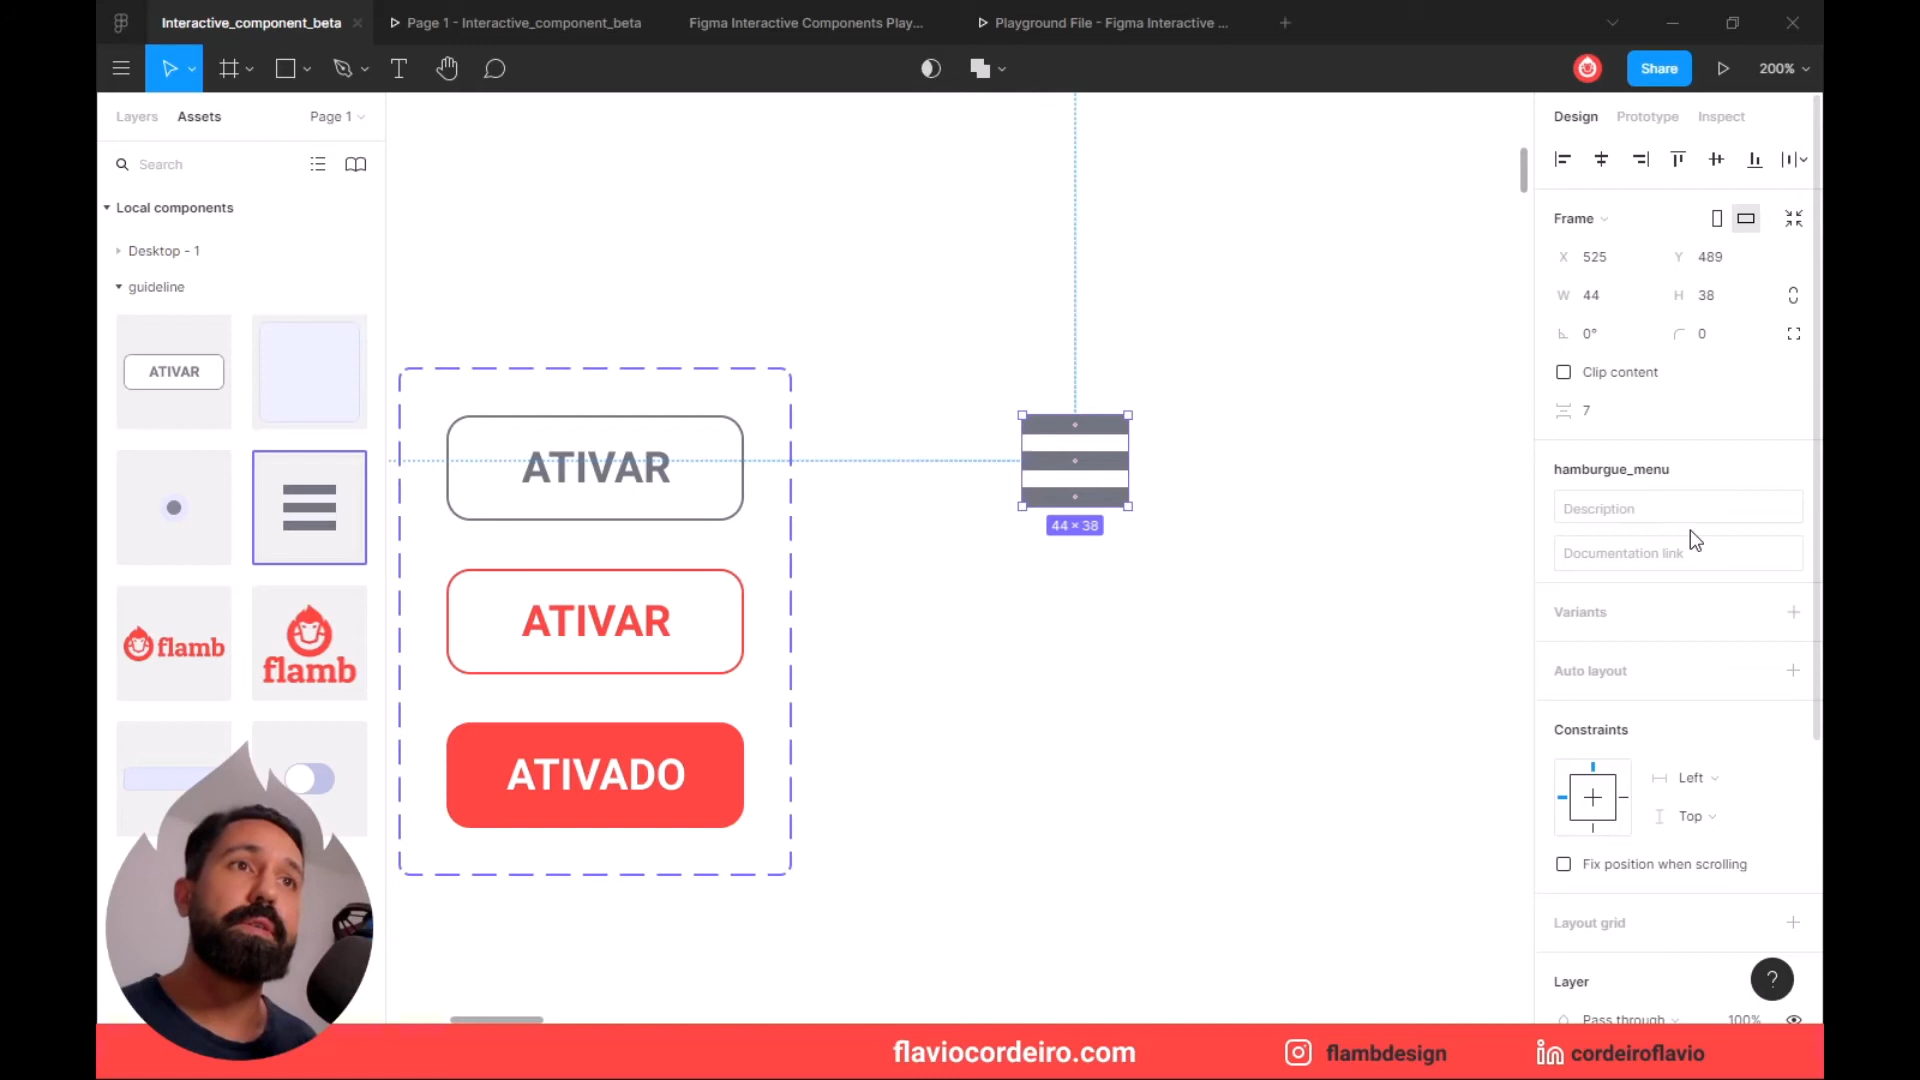 Interactive_component_beta
Page 1 - Interactive_component_beta
Figma Interactive Components Play...
Playground File - Figma Interactive ...
Share
200%
Layers
Assets
Page 1
Search
Local components
Desktop - 1
guideline
ATIVAR
flamb
flamb
ATIVAR
ATIVAR
ATIVADO
44 × 38
Design
Prototype
Inspect
Frame
X 525
Y 489
W 44
H 38
0°
0
Clip content
7
hamburgue_menu
Description
Documentation link
Variants
Auto layout
Constraints
Left
Top
Fix position when scrolling
Layout grid
Layer
?
Pass through
100%
flaviocordeiro.com
flambdesign
in cordeiroflavio